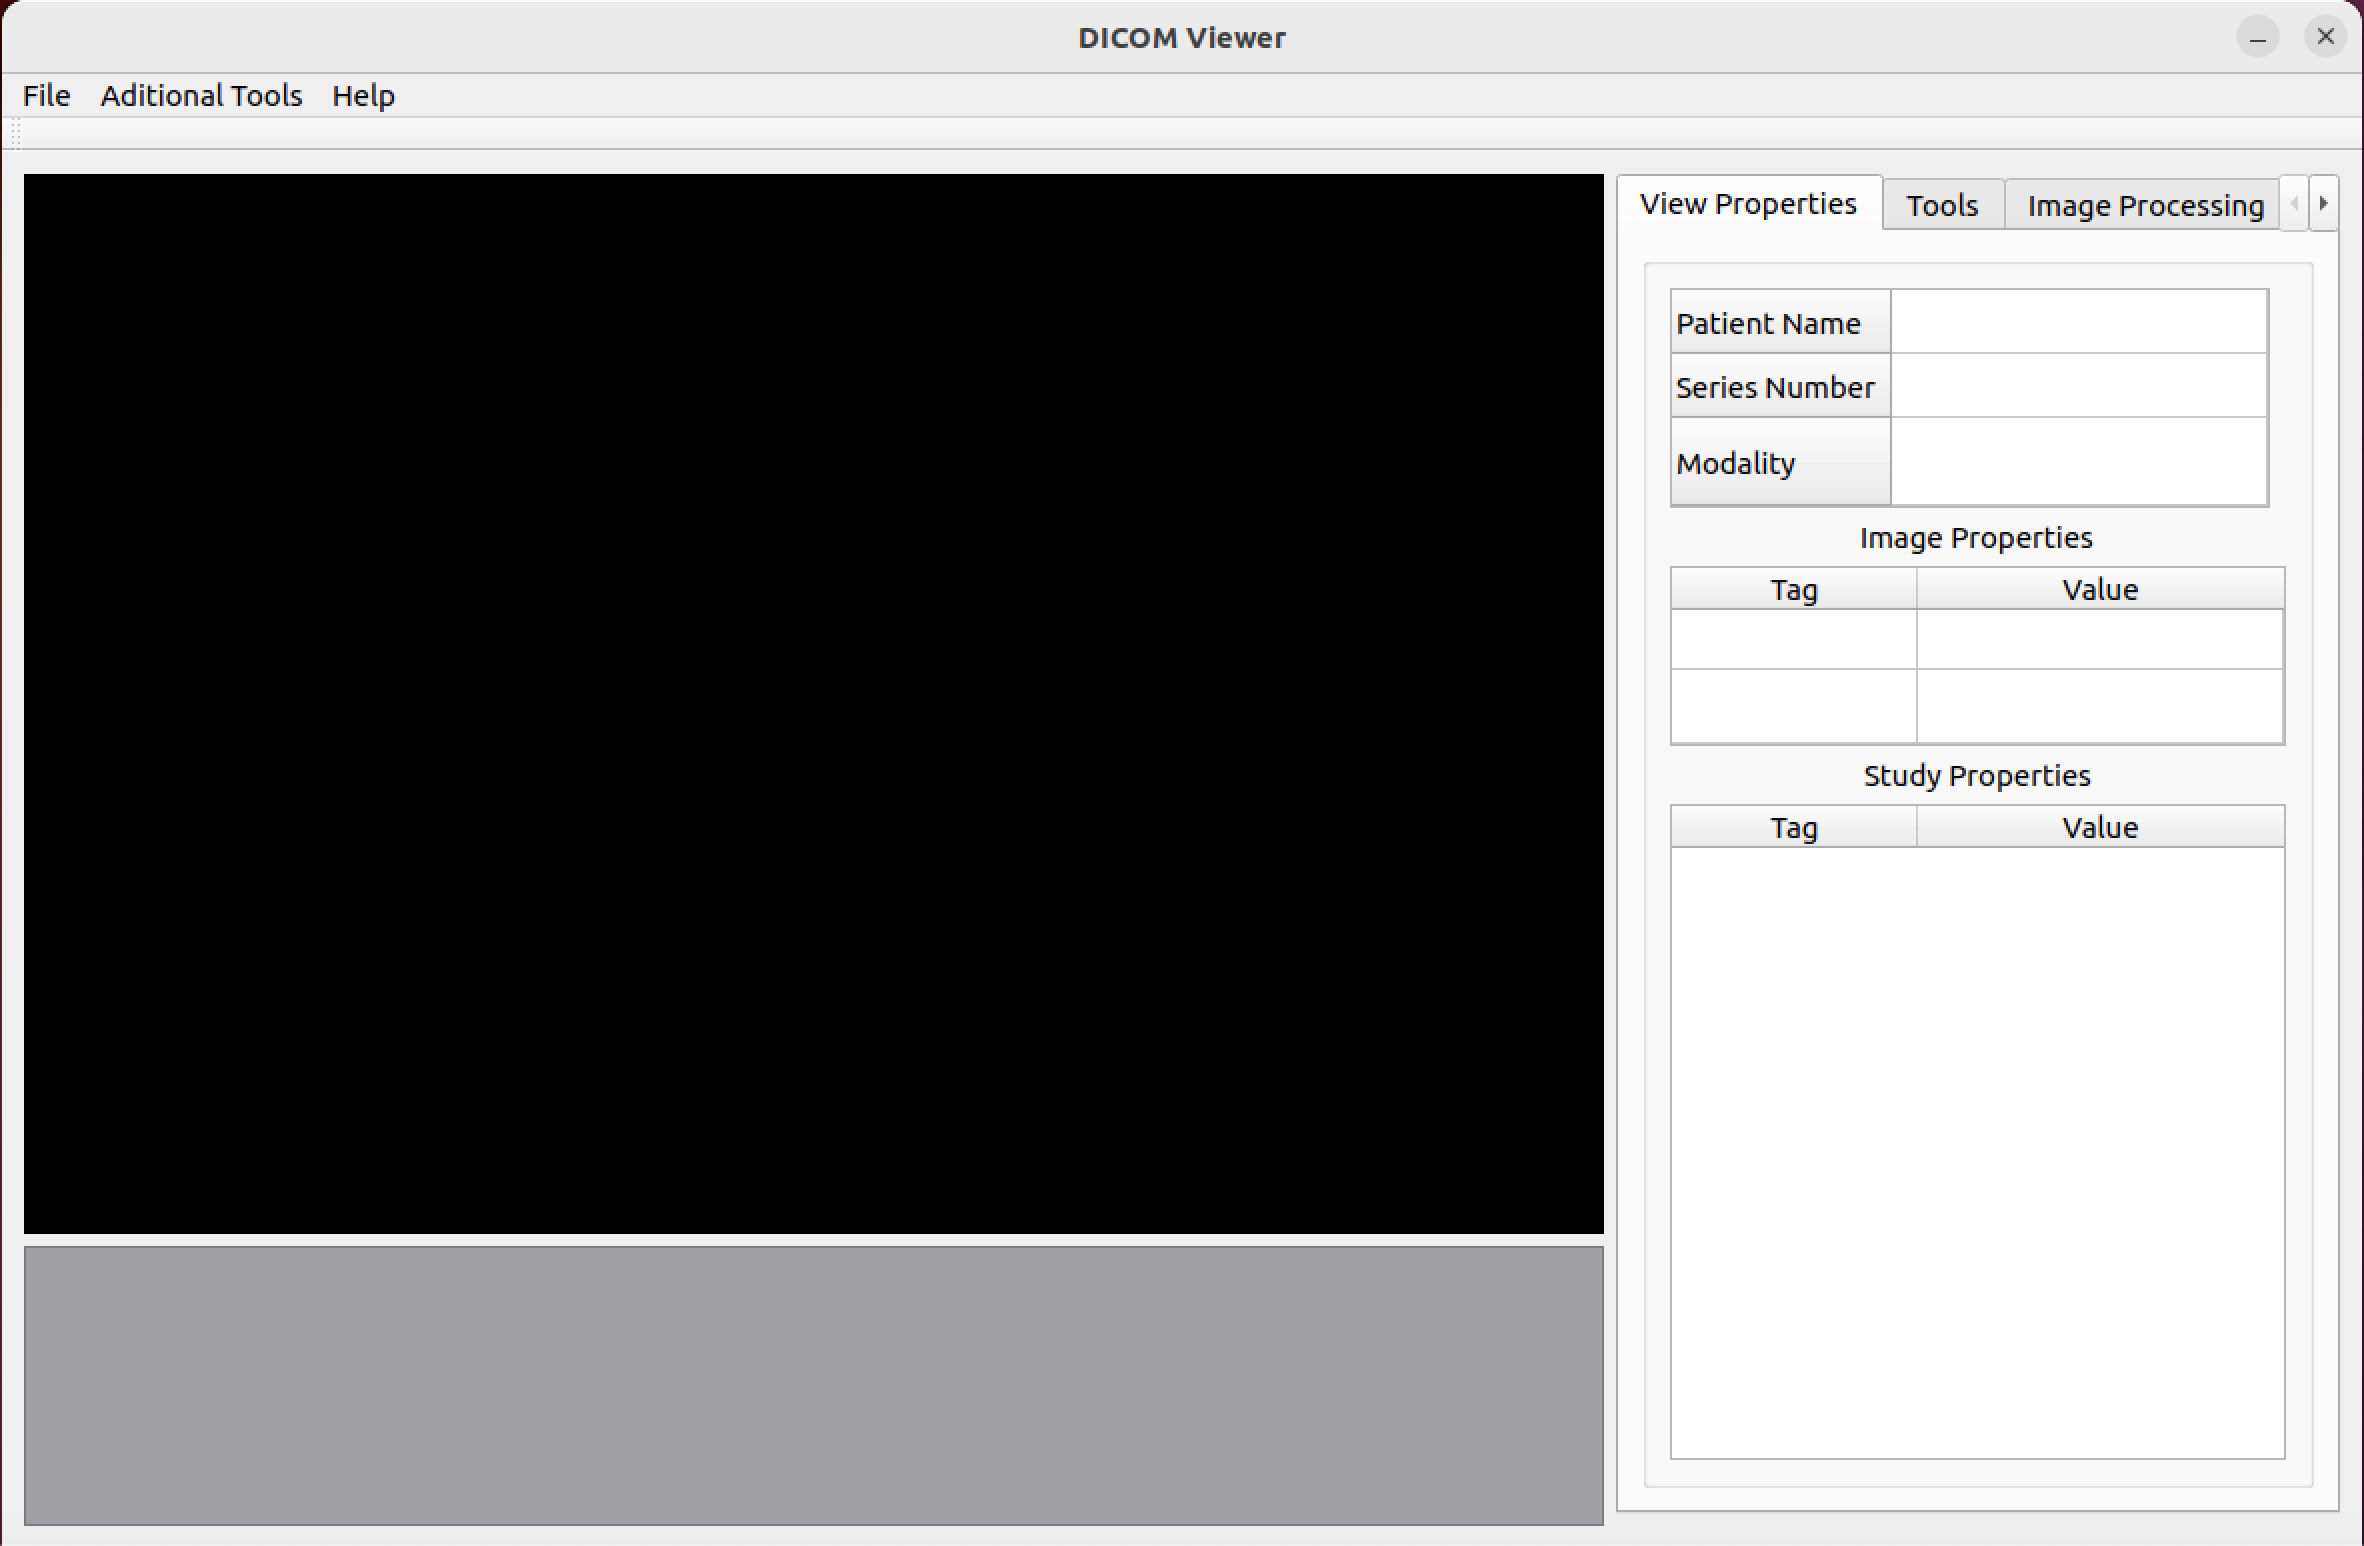 DICOM Viewer
File Aditional Tools Help
View Properties Tools Image Processing
Patient Name
Series Number
Modality
Image Properties
Tag Value
Study Properties
Tag Value